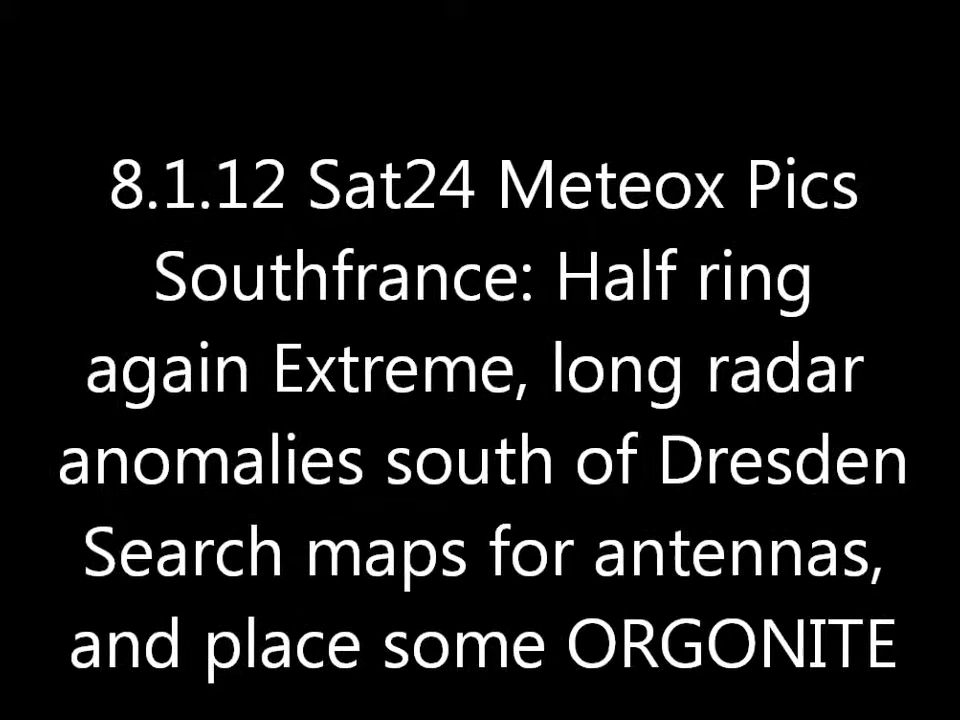 8.1.12 Sat24 Meteox Pics
Southfrance: Half ring
again Extreme, long radar
anomalies south of Dresden
Search maps for antennas,
and place some ORGONITE